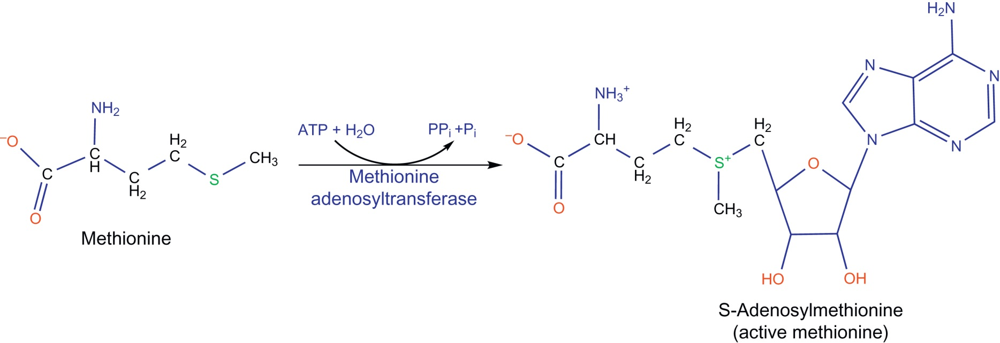 ⁻O
C
O
NH₂
C
H
C
H₂
H₂
C
S
CH₃
Methionine
ATP + H₂O
PPᵢ +Pᵢ
Methionine
adenosyltransferase
⁻O
C
O
NH₃⁺
CH
C
H₂
H₂
C
S⁺
CH₃
H₂
C
O
HO
OH
N
N
N
N
H₂N
S-Adenosylmethionine
(active methionine)